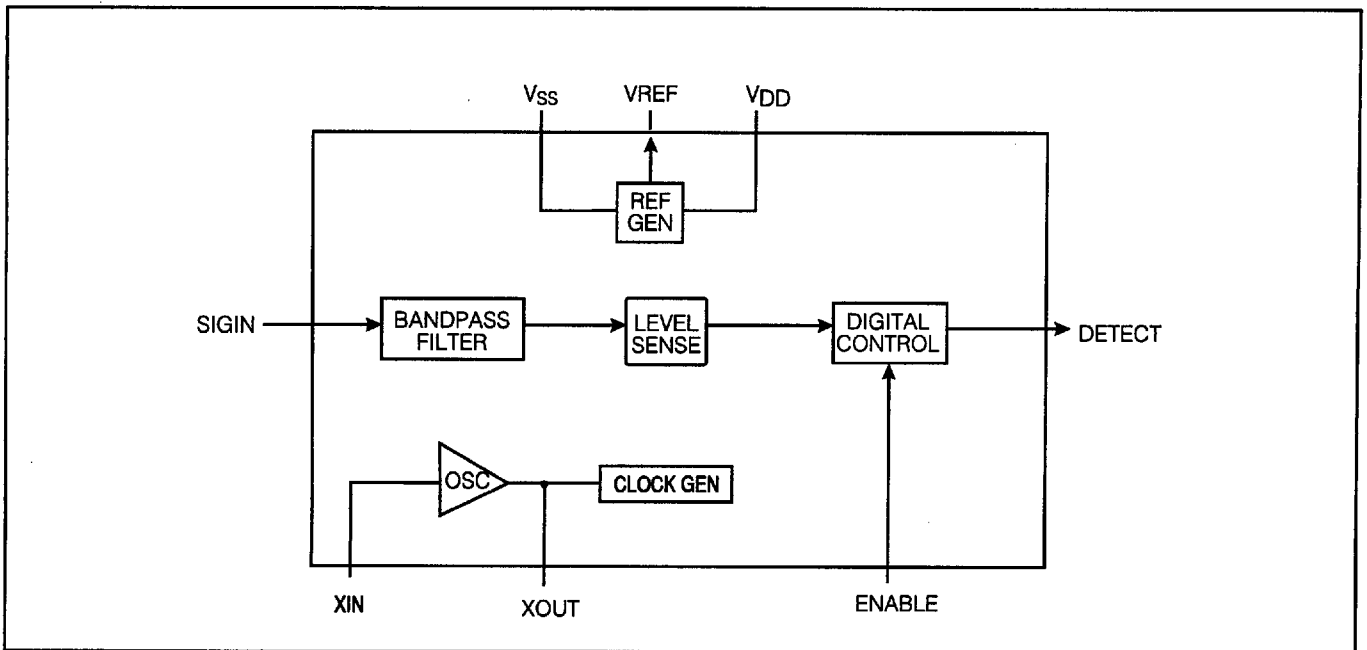 VSS VREF VDD
REF
GEN
SIGIN
BANDPASS
FILTER
LEVEL
SENSE
DIGITAL
CONTROL
DETECT
OSC
CLOCK GEN
XIN XOUT ENABLE